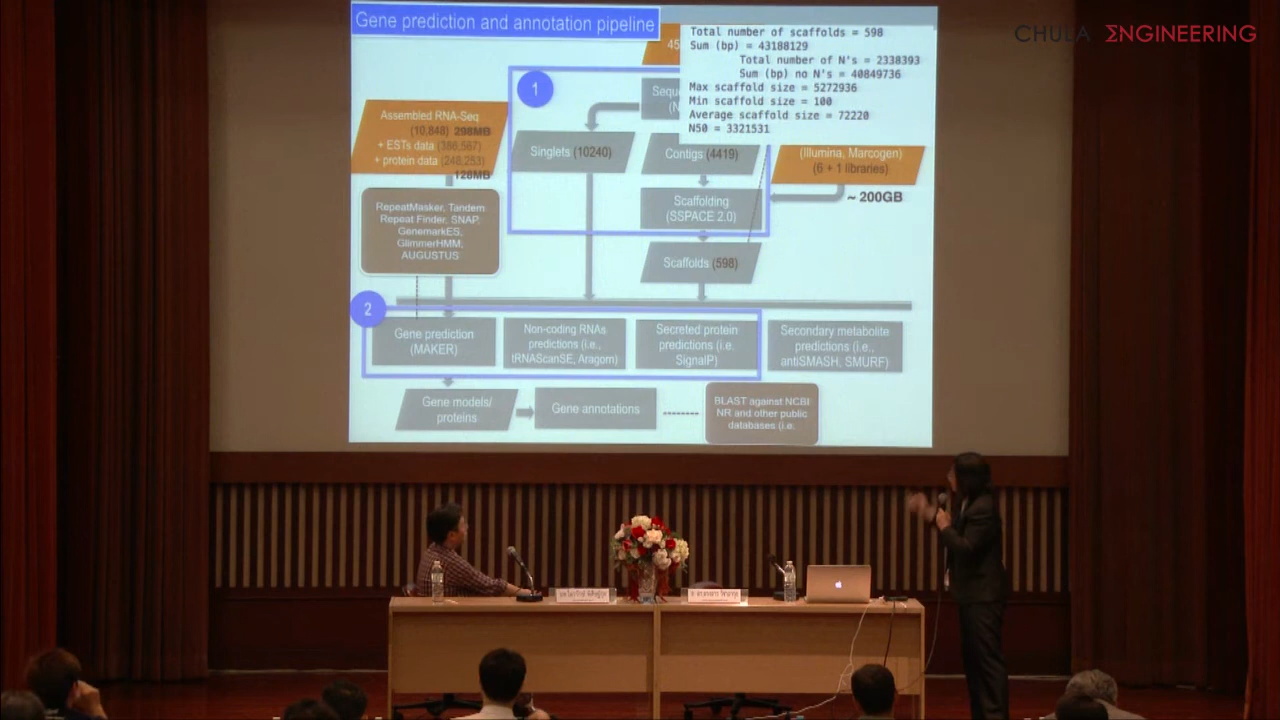 CHULA ΣNGINEERING
Gene prediction and annotation pipeline
45
Total number of scaffolds = 598
Sum (bp) = 43188129
Total number of N's = 2338393
Sum (bp) no N's = 40849736
Max scaffold size = 5272936
Min scaffold size = 100
Average scaffold size = 72220
N50 = 3321531
1
Sequ
(N
Assembled RNA-Seq
(10,848) 298MB
+ ESTs data (386,567)
+ protein data (248,253)
128MB
Singlets (10240)
Contigs (4419)
(Illumina, Marcogen)
(6 + 1 libraries)
~ 200GB
Scaffolding
(SSPACE 2.0)
RepeatMasker, Tandem
Repeat Finder, SNAP,
GenemarkES,
GlimmerHMM,
AUGUSTUS
Scaffolds (598)
2
Gene prediction
(MAKER)
Non-coding RNAs
predictions (i.e.,
tRNAScanSE, Aragorn)
Secreted protein
predictions (i.e.
SignalP)
Secondary metabolite
predictions (i.e.,
antiSMASH, SMURF)
Gene models/
proteins
Gene annotations
BLAST against NCBI
NR and other public
databases (i.e.